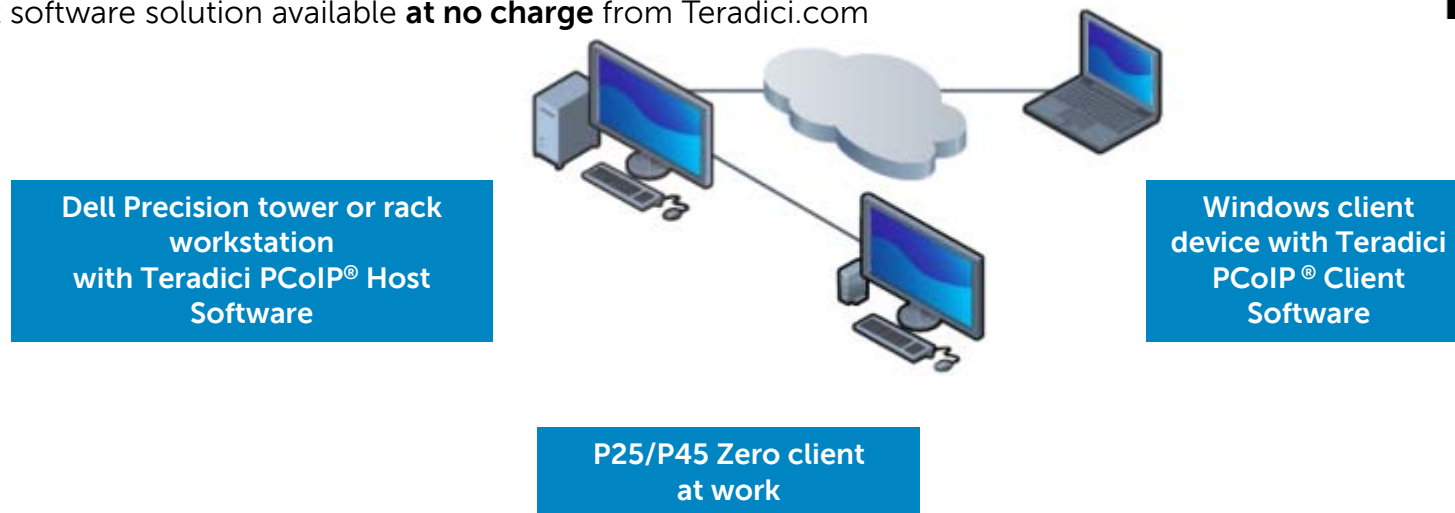 software solution available at no charge from Teradici.com
Dell Precision tower or rack
workstation
with Teradici PCoIP® Host
Software
Windows client
device with Teradici
PCoIP ® Client
Software
P25/P45 Zero client
at work